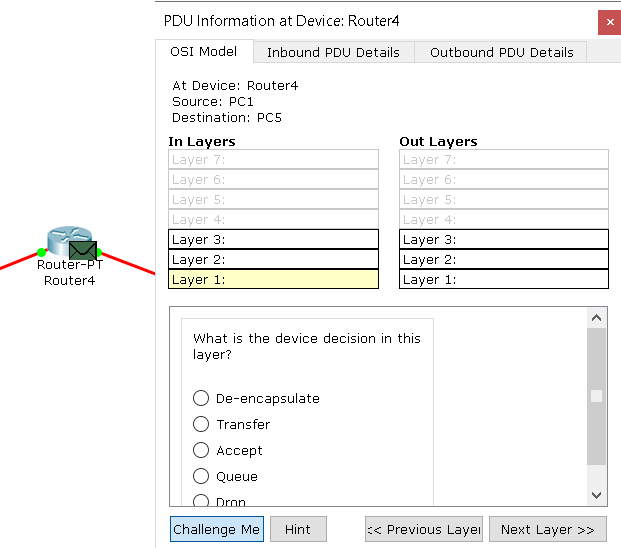 PDU Information at Device: Router4
×
OSI Model
Inbound PDU Details
Outbound PDU Details
At Device: Router4
Source: PC1
Destination: PC5
In Layers
Out Layers
Layer 7:
Layer 7:
Layer 6:
Layer 6:
Layer 5:
Layer 5:
Layer 4:
Layer 4:
Layer 3:
Layer 3:
Layer 2:
Layer 2:
Layer 1:
Layer 1:
Router-PT
Router4
What is the device decision in this
layer?
De-encapsulate
Transfer
Accept
Queue
Drop
Challenge Me
Hint
<< Previous Layer
Next Layer >>